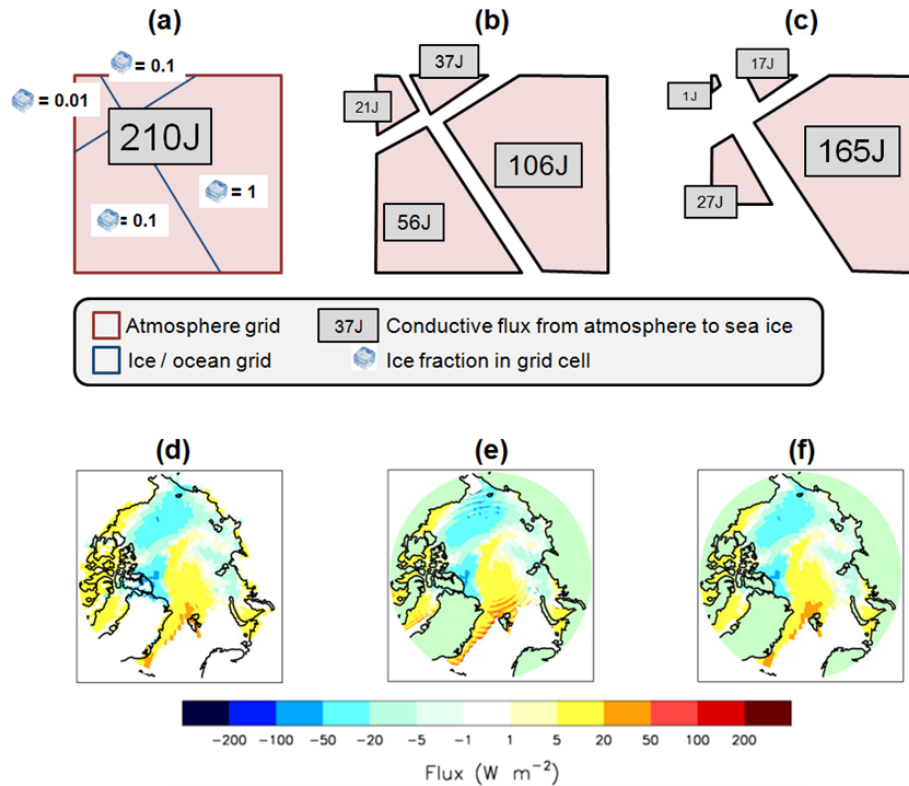 (a) (b) (c)
= 0.1
= 0.01
210J
= 1
= 0.1
37J
21J
106J
56J
17J
1J
165J
27J
Atmosphere grid
37J Conductive flux from atmosphere to sea ice
Ice / ocean grid
Ice fraction in grid cell
(d) (e) (f)
−200 −100 −50 −20 −5 −1 1 5 20 50 100 200
Flux (W m⁻²)